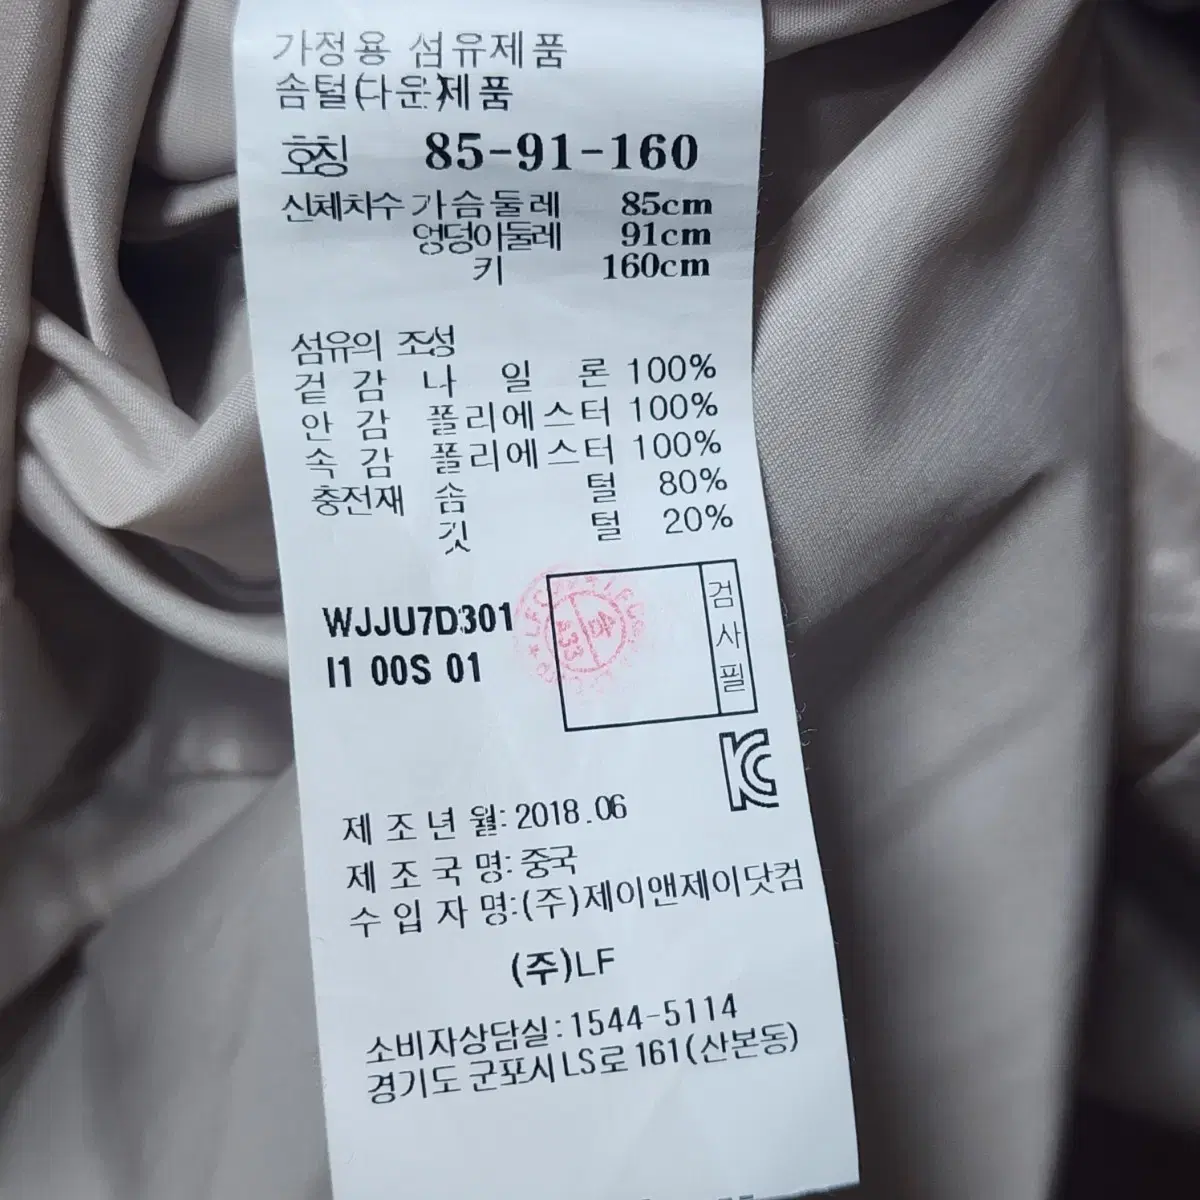 가정용 섬유제품
솜털(다운)제품
호칭 85-91-160
신체치수 가슴둘레 85cm
엉덩이둘레 91cm
키 160cm
섬유의 조성
겉감 나일론 100%
안감 폴리에스터 100%
속감 폴리에스터 100%
충전재 솜털 80%
깃털 20%
WJJU7D301
I1 00S 01
검사필
KC
제조년월: 2018.06
제조국명: 중국
수입자명:(주)제이앤제이닷컴
(주)LF
소비자상담실:1544-5114
경기도 군포시 LS로 161(산본동)